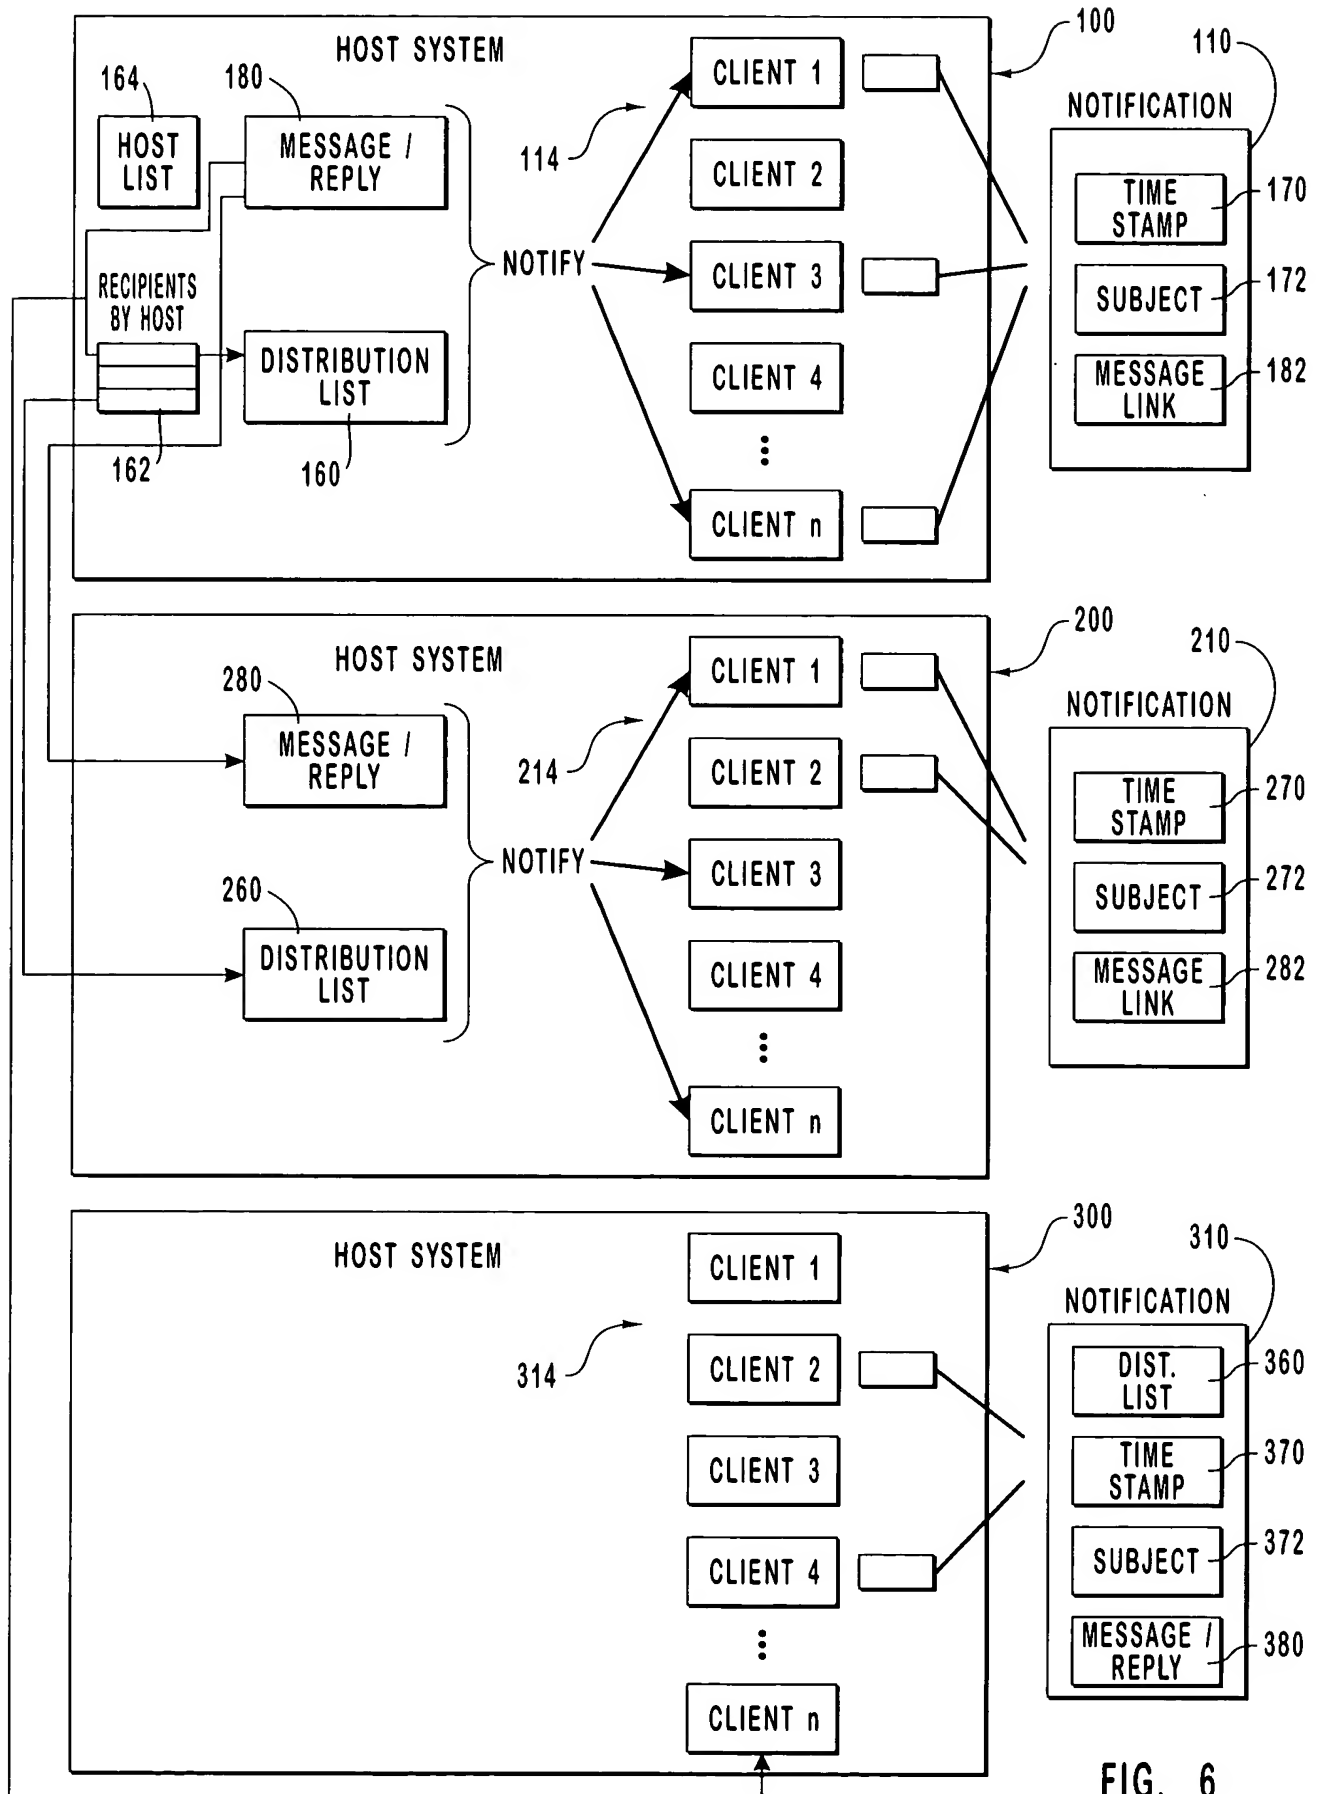 HOST SYSTEM
100
110
164
180
CLIENT 1
NOTIFICATION
HOST
LIST
MESSAGE /
REPLY
114
CLIENT 2
TIME
STAMP
170
NOTIFY
CLIENT 3
RECIPIENTS
BY HOST
SUBJECT
172
DISTRIBUTION
LIST
CLIENT 4
MESSAGE
LINK
182
162
160
CLIENT n
HOST SYSTEM
200
210
280
CLIENT 1
NOTIFICATION
MESSAGE /
REPLY
214
CLIENT 2
TIME
STAMP
270
NOTIFY
CLIENT 3
260
SUBJECT
272
DISTRIBUTION
LIST
CLIENT 4
MESSAGE
LINK
282
CLIENT n
HOST SYSTEM
300
310
CLIENT 1
NOTIFICATION
314
CLIENT 2
DIST.
LIST
360
CLIENT 3
TIME
STAMP
370
CLIENT 4
SUBJECT
372
MESSAGE /
REPLY
380
CLIENT n
FIG. 6